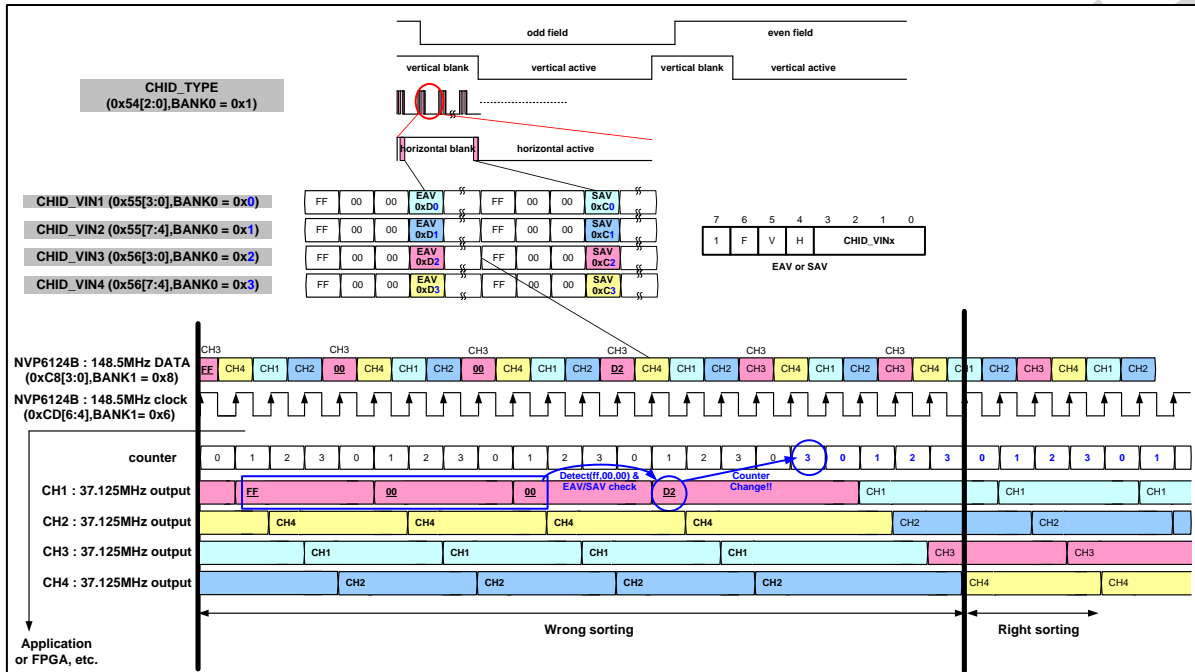 odd field even field
vertical blank vertical active vertical blank vertical active
CHID_TYPE
(0x54[2:0],BANK0 = 0x1)
horizontal blank horizontal active
CHID_VIN1 (0x55[3:0],BANK0 = 0x0) FF 00 00 EAV 0xD0 FF 00 00 SAV 0xC0
CHID_VIN2 (0x55[7:4],BANK0 = 0x1) FF 00 00 EAV 0xD1 FF 00 00 SAV 0xC1
CHID_VIN3 (0x56[3:0],BANK0 = 0x2) FF 00 00 EAV 0xD2 FF 00 00 SAV 0xC2
CHID_VIN4 (0x56[7:4],BANK0 = 0x3) FF 00 00 EAV 0xD3 FF 00 00 SAV 0xC3
7 6 5 4 3 2 1 0
1 F V H CHID_VINx
EAV or SAV
CH3 CH3 CH3 CH3 CH3 CH3
NVP6124B : 148.5MHz DATA
(0xC8[3:0],BANK1 = 0x8)
FF CH4 CH1 CH2 00 CH4 CH1 CH2 00 CH4 CH1 CH2 D2 CH4 CH1 CH2 CH3 CH4 CH1 CH2 CH3 CH4 CH1 CH2 CH3 CH4 CH1 CH2
NVP6124B : 148.5MHz clock
(0xCD[6:4],BANK1= 0x6)
counter 0 1 2 3 0 1 2 3 0 1 2 3 0 1 2 3 0 3 0 1 2 3 0 1 2 3 0 1
Detect(ff,00,00) &
EAV/SAV check
Counter
Change!!
CH1 : 37.125MHz output FF 00 00 D2 CH1 CH1 CH1
CH2 : 37.125MHz output CH4 CH4 CH4 CH4 CH2 CH2
CH3 : 37.125MHz output CH1 CH1 CH1 CH1 CH3 CH3
CH4 : 37.125MHz output CH2 CH2 CH2 CH2 CH4 CH4
Wrong sorting Right sorting
Application
or FPGA, etc.